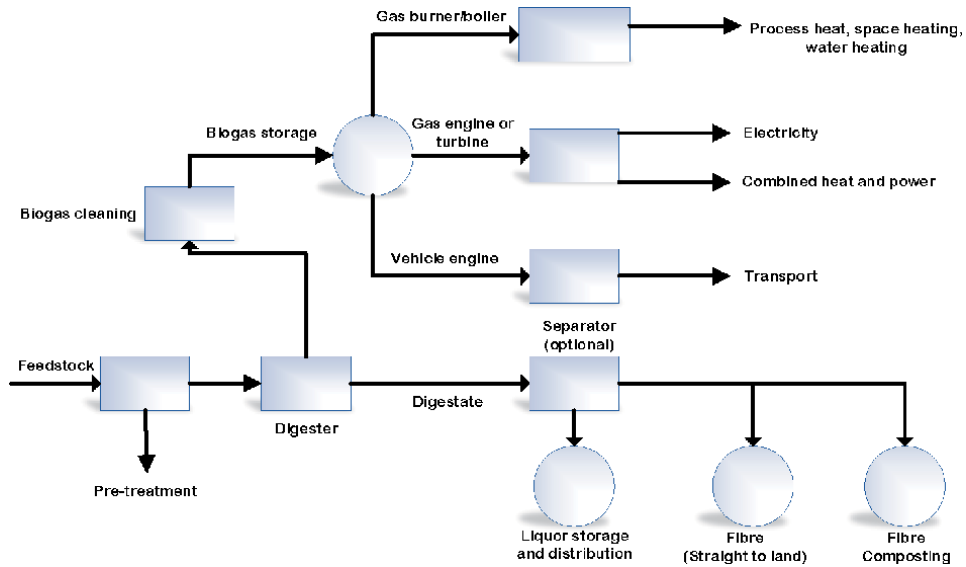 Gas burner/boiler
Process heat, space heating,
water heating
Biogas storage
Gas engine or
turbine
Electricity
Combined heat and power
Biogas cleaning
Vehicle engine
Transport
Separator
(optional)
Feedstock
Digestate
Digester
Pre-treatment
Liquor storage
and distribution
Fibre
(Straight to land)
Fibre
Composting